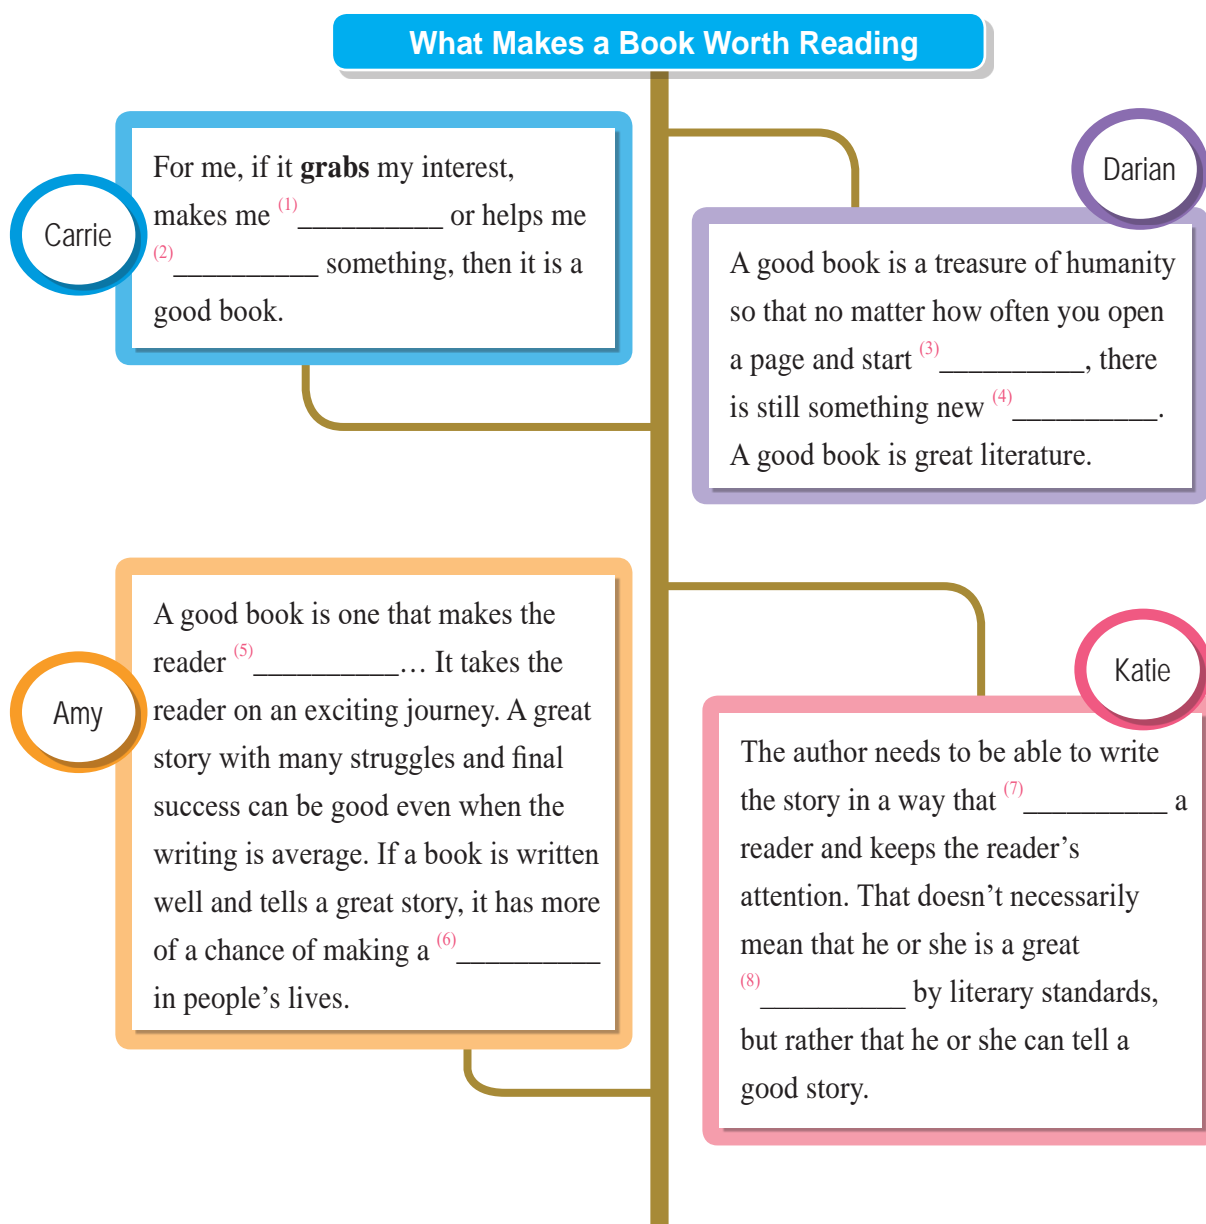 What Makes a Book Worth Reading
Carrie
For me, if it grabs my interest,
makes me (1)__________ or helps me
(2)__________ something, then it is a
good book.
Darian
A good book is a treasure of humanity
so that no matter how often you open
a page and start (3)__________, there
is still something new (4)__________.
A good book is great literature.
Amy
A good book is one that makes the
reader (5)__________… It takes the
reader on an exciting journey. A great
story with many struggles and final
success can be good even when the
writing is average. If a book is written
well and tells a great story, it has more
of a chance of making a (6)__________
in people’s lives.
Katie
The author needs to be able to write
the story in a way that (7)__________ a
reader and keeps the reader’s
attention. That doesn’t necessarily
mean that he or she is a great
(8)__________ by literary standards,
but rather that he or she can tell a
good story.